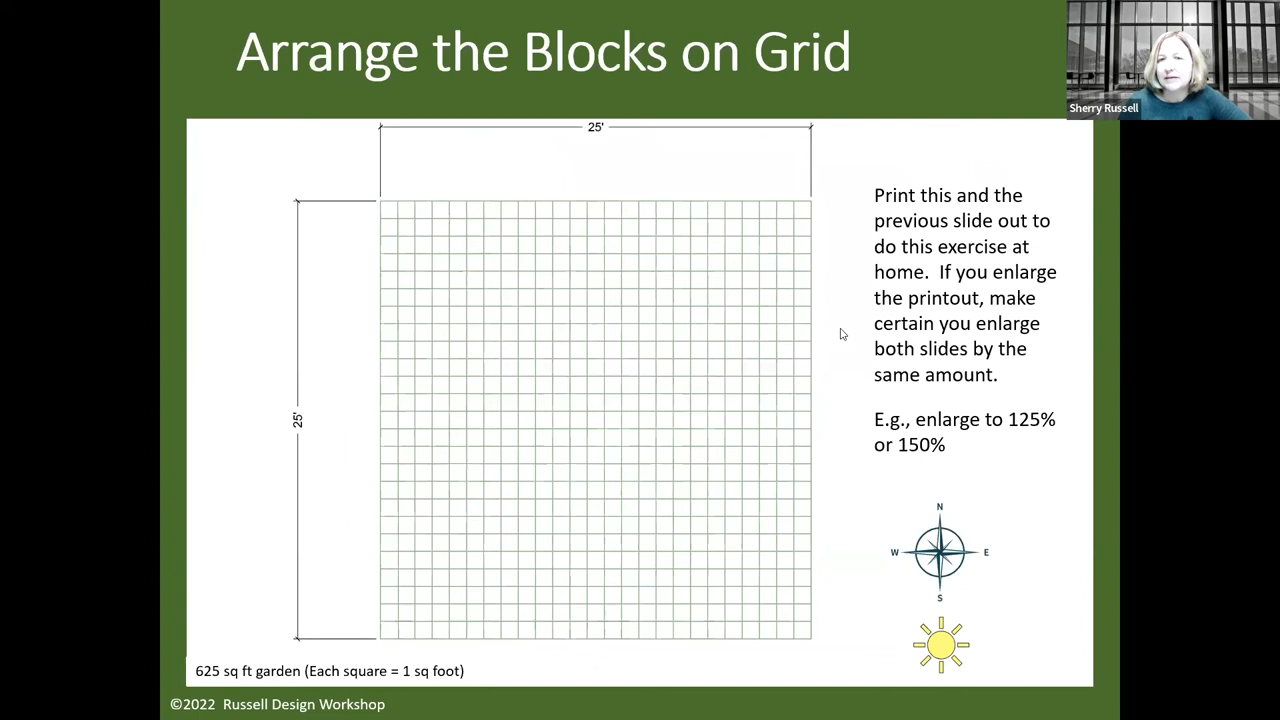 Arrange the Blocks on Grid
Sherry Russell
25'
25'
Print this and the
previous slide out to
do this exercise at
home.  If you enlarge
the printout, make
certain you enlarge
both slides by the
same amount.
E.g., enlarge to 125%
or 150%
N
W
E
S
625 sq ft garden (Each square = 1 sq foot)
©2022  Russell Design Workshop